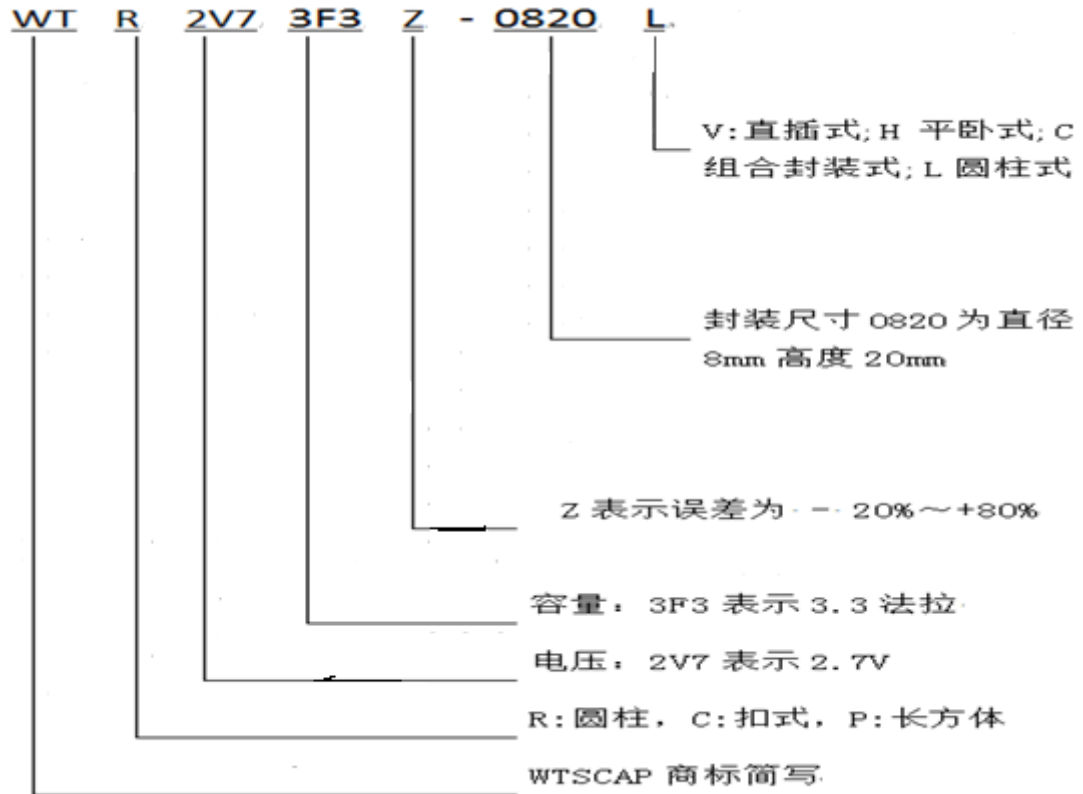 WT R 2V7 3F3 Z - 0820 L
V:直插式;H 平卧式;C
组合封装式;L 圆柱式
封装尺寸 0820 为直径
8mm 高度 20mm
Z 表示误差为 - 20%～+80%
容量：3F3 表示 3.3 法拉
电压：2V7 表示 2.7V
R:圆柱，C:扣式，P:长方体
WTSCAP 商标简写